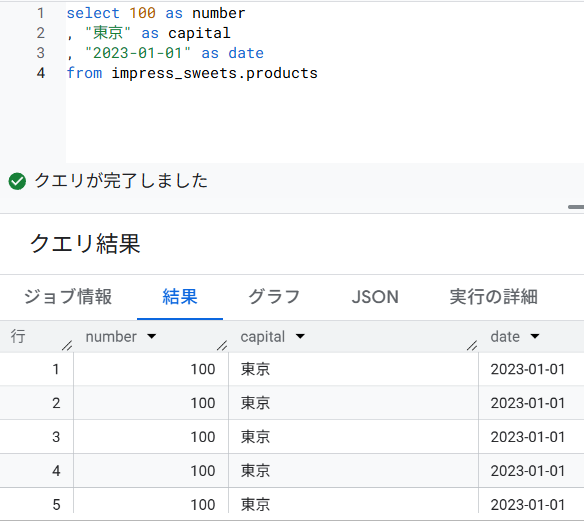 1 select 100 as number
2 , "東京" as capital
3 , "2023-01-01" as date
4 from impress_sweets.products
クエリが完了しました
クエリ結果
ジョブ情報 結果 グラフ JSON 実行の詳細
行 number capital date
1 100 東京 2023-01-01
2 100 東京 2023-01-01
3 100 東京 2023-01-01
4 100 東京 2023-01-01
5 100 東京 2023-01-01